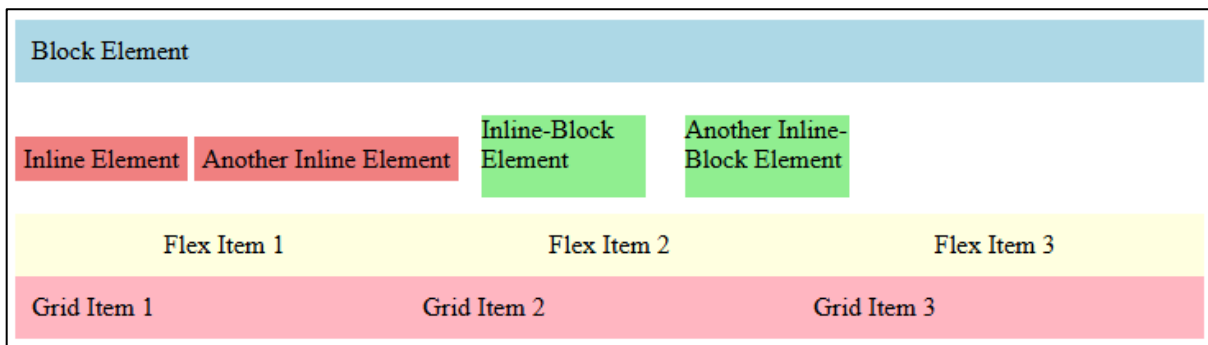 Block Element
Inline Element Another Inline Element
Inline-Block
Element
Another Inline-
Block Element
Flex Item 1 Flex Item 2 Flex Item 3
Grid Item 1 Grid Item 2 Grid Item 3